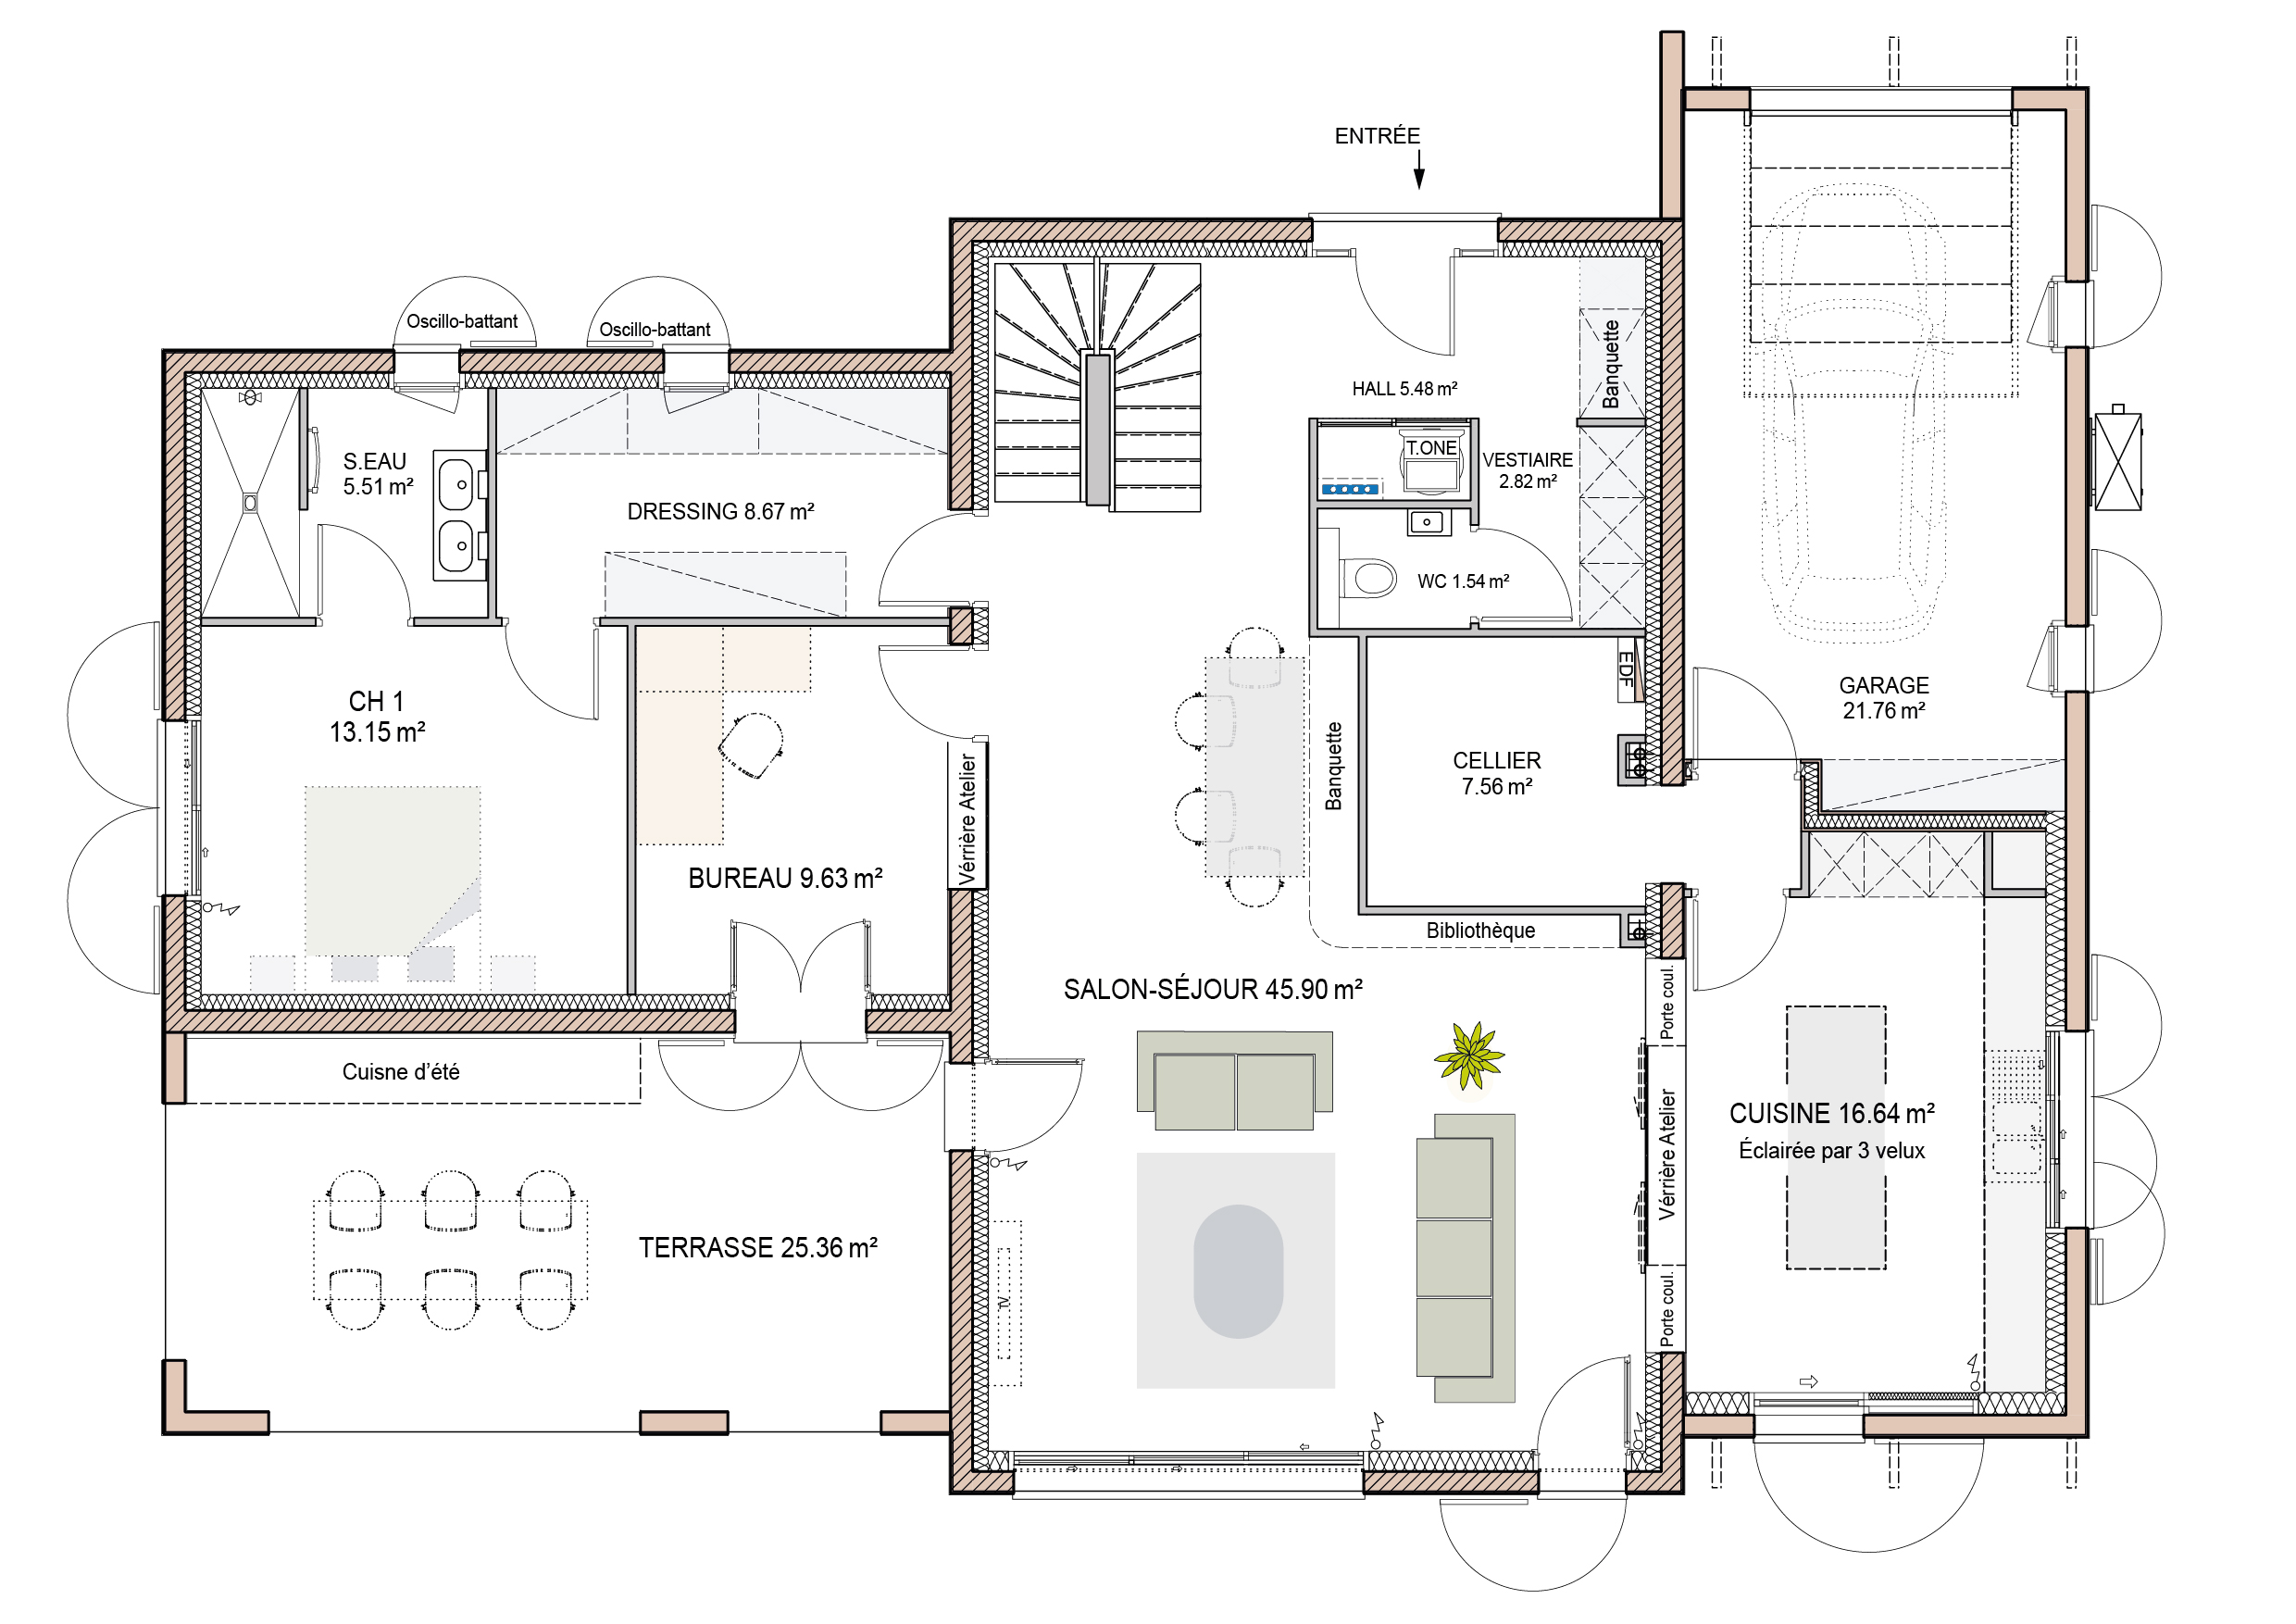 ENTRÉE
Oscillo-battant
Oscillo-battant
Banquette
HALL 5.48 m²
T.ONE
VESTIAIRE
2.82 m²
S.EAU
5.51 m²
DRESSING 8.67 m²
WC 1.54 m²
EDF
GARAGE
21.76 m²
CH 1
13.15 m²
Banquette
CELLIER
7.56 m²
Vérrière Atelier
BUREAU 9.63 m²
Bibliothèque
SALON-SÉJOUR 45.90 m²
Porte coul.
Cuisne d'été
CUISINE 16.64 m²
Éclairée par 3 velux
Vérrière Atelier
TERRASSE 25.36 m²
TV
Porte coul.